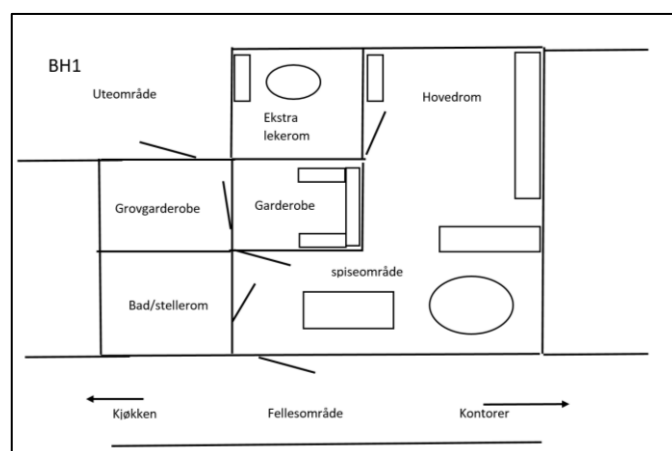 BH1
Uteområde
Ekstra
lekerom
Hovedrom
Grovgarderobe
Garderobe
spiseområde
Bad/stellerom
Kjøkken
Fellesområde
Kontorer